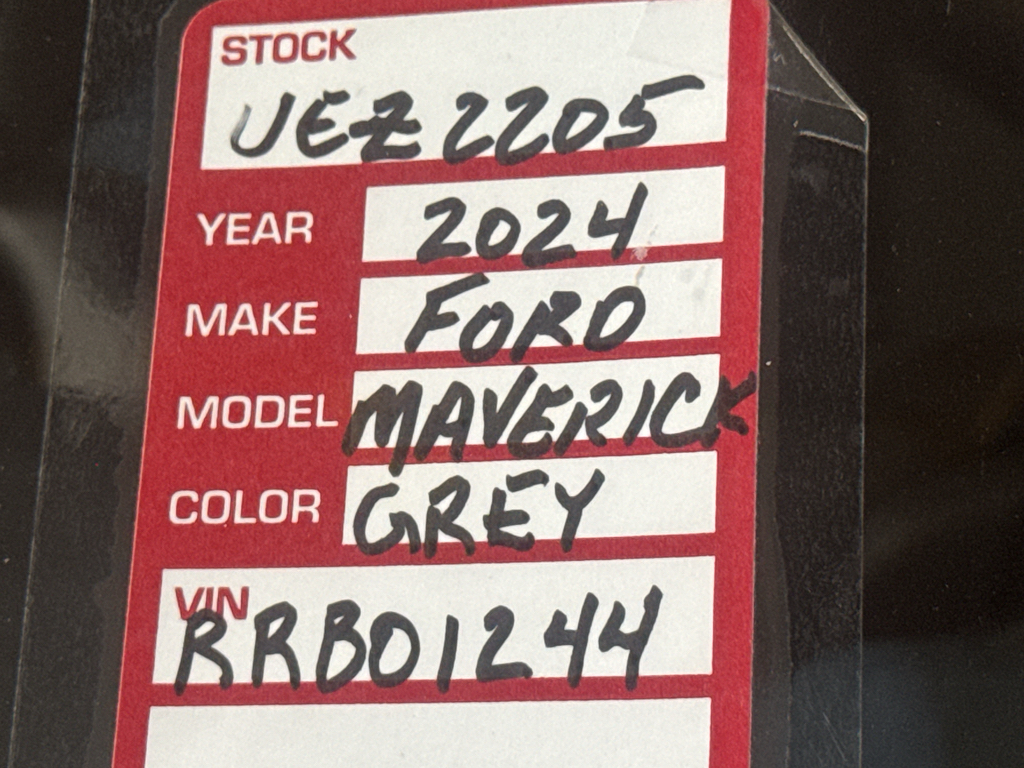 STOCK
UEZ2205
YEAR 2024
MAKE FORD
MODEL MAVERICK
COLOR GREY
VIN
RRB01244